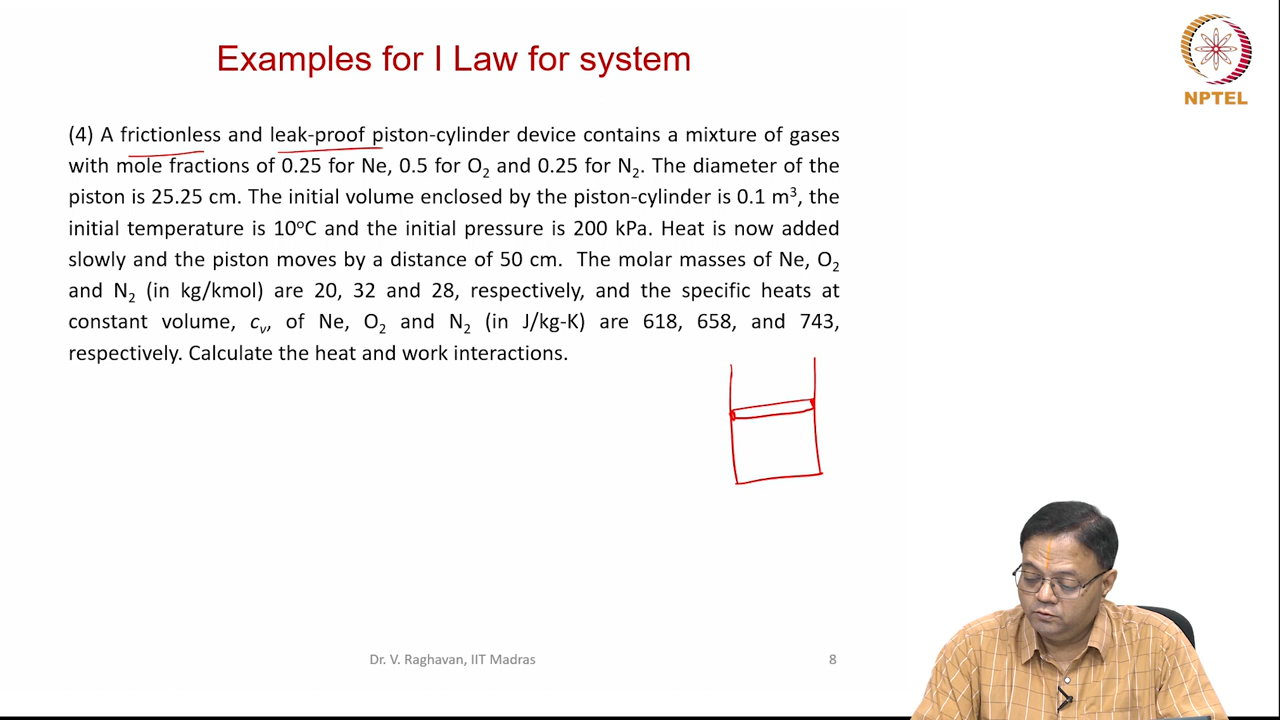 Examples for I Law for system
NPTEL
(4) A frictionless and leak-proof piston-cylinder device contains a mixture of gases
with mole fractions of 0.25 for Ne, 0.5 for O₂ and 0.25 for N₂. The diameter of the
piston is 25.25 cm. The initial volume enclosed by the piston-cylinder is 0.1 m³, the
initial temperature is 10°C and the initial pressure is 200 kPa. Heat is now added
slowly and the piston moves by a distance of 50 cm. The molar masses of Ne, O₂
and N₂ (in kg/kmol) are 20, 32 and 28, respectively, and the specific heats at
constant volume, cᵥ, of Ne, O₂ and N₂ (in J/kg-K) are 618, 658, and 743,
respectively. Calculate the heat and work interactions.
Dr. V. Raghavan, IIT Madras
8